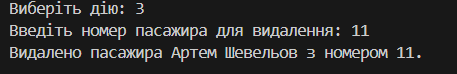 Виберіть дію: 3
Введіть номер пасажира для видалення: 11
Видалено пасажира Артем Шевельов з номером 11.